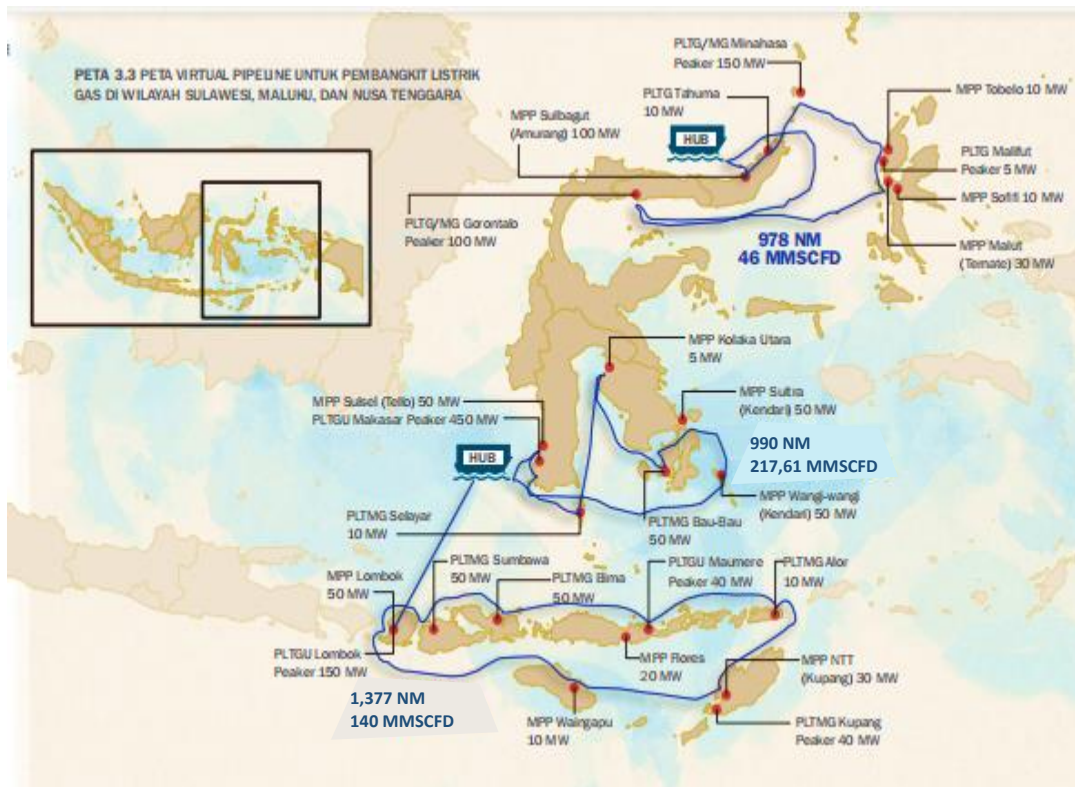 PETA 3.3 PETA VIRTUAL PIPELINE UNTUK PEMBANGKIT LISTRIK
GAS DI WILAYAH SULAWESI, MALUKU, DAN NUSA TENGGARA
PLTG/MG Minahasa
Peaker 150 MW
PLTG Tahuma
10 MW
MPP Sulbagut
(Amurang) 100 MW
HUB
MPP Tobelo 10 MW
PLTG Malifut
Peaker 5 MW
MPP Sofifi 10 MW
MPP Malut
(Ternate) 30 MW
PLTG/MG Gorontalo
Peaker 100 MW
978 NM
46 MMSCFD
MPP Kolaka Utara
5 MW
MPP Sulsel (Tello) 50 MW
PLTGU Makasar Peaker 450 MW
MPP Sultra
(Kendari) 50 MW
HUB
990 NM
217,61 MMSCFD
MPP Wangi-wangi
(Kendari) 50 MW
PLTMG Selayar
10 MW
PLTMG Bau-Bau
50 MW
MPP Lombok
50 MW
PLTMG Sumbawa
50 MW
PLTMG Bima
50 MW
PLTGU Maumere
Peaker 40 MW
PLTMG Alor
10 MW
PLTGU Lombok
Peaker 150 MW
MPP Flores
20 MW
MPP NTT
(Kupang) 30 MW
1,377 NM
140 MMSCFD
MPP Waingapu
10 MW
PLTMG Kupang
Peaker 40 MW